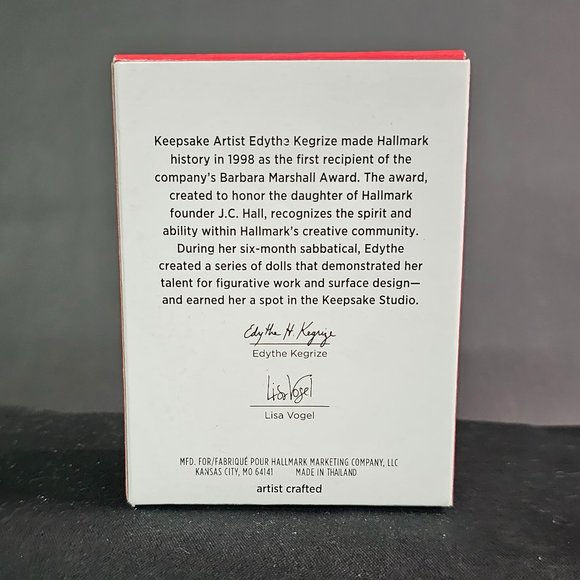 Keepsake Artist Edythe Kegrize made Hallmark
history in 1998 as the first recipient of the
company's Barbara Marshall Award. The award,
created to honor the daughter of Hallmark
founder J.C. Hall, recognizes the spirit and
ability within Hallmark's creative community.
During her six-month sabbatical, Edythe
created a series of dolls that demonstrated her
talent for figurative work and surface design—
and earned her a spot in the Keepsake Studio.
Edythe H. Kegrize
Edythe Kegrize
Lisa Vogel
Lisa Vogel
MFD. FOR/FABRIQUÉ POUR HALLMARK MARKETING COMPANY, LLC
KANSAS CITY, MO 64141 MADE IN THAILAND
artist crafted